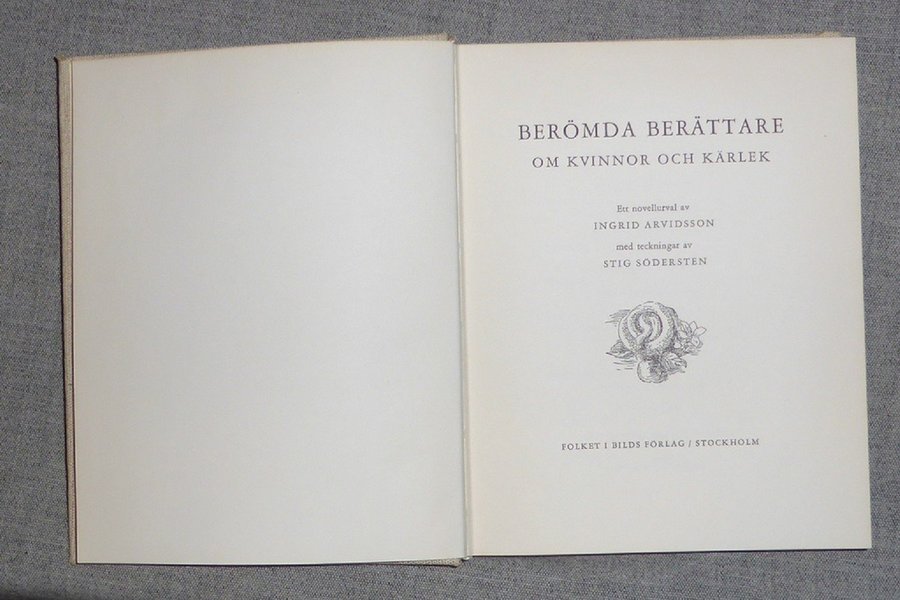 BERÖMDA BERÄTTARE
OM KVINNOR OCH KÄRLEK
Ett novellurval av
INGRID ARVIDSSON
med teckningar av
STIG SÖDERSTEN
FOLKET I BILDS FÖRLAG / STOCKHOLM